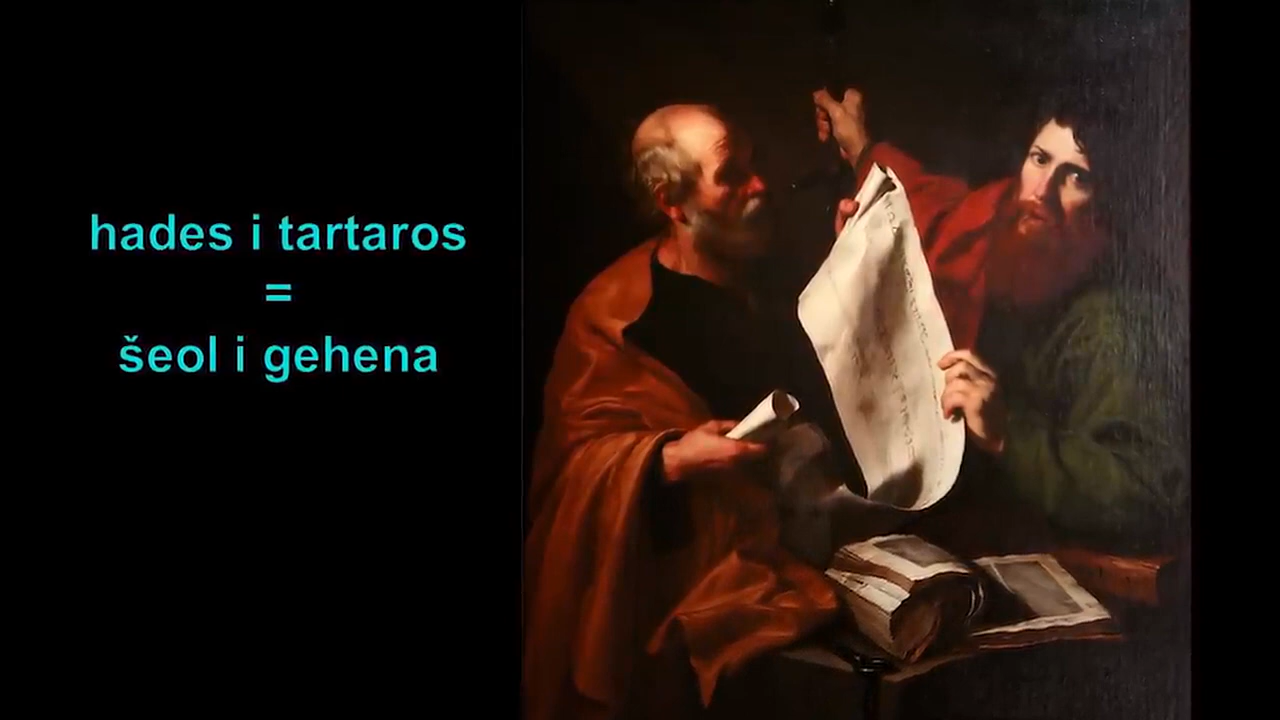 hades i tartaros
=
šeol i gehena